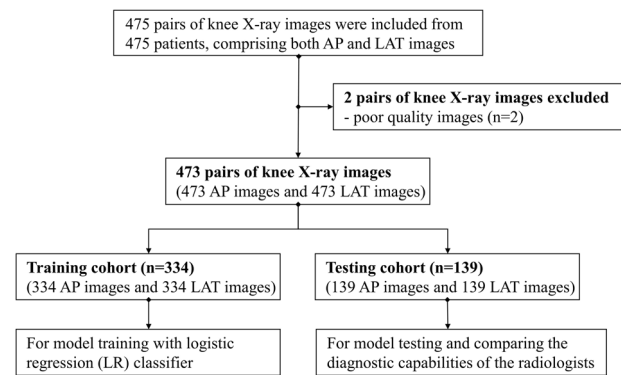 475 pairs of knee X-ray images were included from
475 patients, comprising both AP and LAT images
2 pairs of knee X-ray images excluded
- poor quality images (n=2)
473 pairs of knee X-ray images
(473 AP images and 473 LAT images)
Training cohort (n=334)
(334 AP images and 334 LAT images)
Testing cohort (n=139)
(139 AP images and 139 LAT images)
For model training with logistic
regression (LR) classifier
For model testing and comparing the
diagnostic capabilities of the radiologists